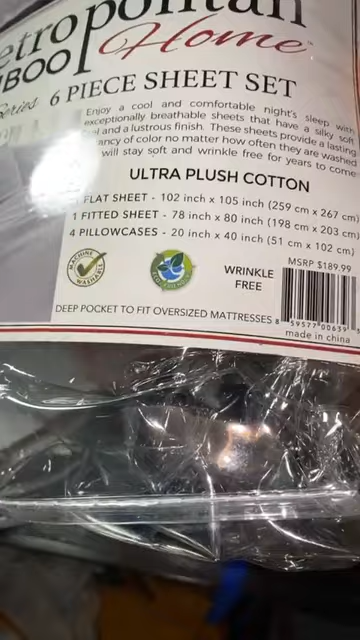 etropolitan
Home
BOO
Series 6 PIECE SHEET SET
Enjoy a cool and comfortable night's sleep with
exceptionally breathable sheets that have a silky soft
and a lustrous finish. These sheets provide a lasting
ancy of color no matter how often they are washed
will stay soft and wrinkle free for years to come
ULTRA PLUSH COTTON
FLAT SHEET - 102 inch x 105 inch (259 cm x 267 cm)
1 FITTED SHEET - 78 inch x 80 inch (198 cm x 203 cm)
4 PILLOWCASES - 20 inch x 40 inch (51 cm x 102 cm)
MACHINE WASHABLE
WRINKLE
FREE
MSRP $189.99
DEEP POCKET TO FIT OVERSIZED MATTRESSES
8 59577 00639
made in china